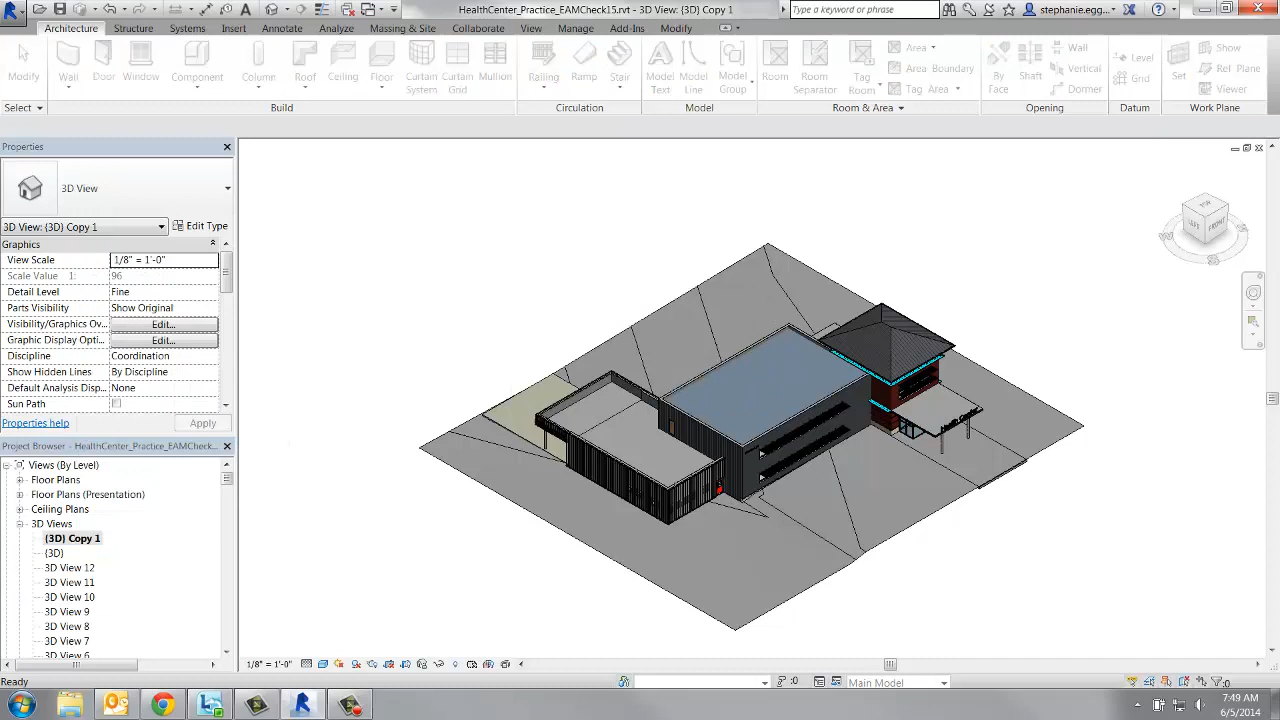 HealthCenter_Practice_EAMCheck15.rvt - 3D View: {3D} Copy 1
Type a keyword or phrase
stephanie.egg...
Architecture Structure Systems Insert Annotate Analyze Massing & Site Collaborate View Manage Add-Ins Modify
Modify Wall Door Window Component Column Roof Ceiling Floor Curtain System Curtain Grid Mullion Railing Ramp Stair Model Text Model Line Model Group Room Room Separator Tag Room Area Area Boundary Tag Area By Face Shaft Wall Vertical Dormer Level Grid Set Show Ref Plane Viewer
Select Build Circulation Model Room & Area Opening Datum Work Plane
Properties
3D View
3D View: {3D} Copy 1 Edit Type
Graphics
View Scale 1/8" = 1'-0"
Scale Value 1: 96
Detail Level Fine
Parts Visibility Show Original
Visibility/Graphics Ov... Edit...
Graphic Display Opti... Edit...
Discipline Coordination
Show Hidden Lines By Discipline
Default Analysis Disp... None
Sun Path
Properties help Apply
Project Browser - HealthCenter_Practice_EAMCheck...
Views (By Level)
Floor Plans
Floor Plans (Presentation)
Ceiling Plans
3D Views
{3D} Copy 1
{3D}
3D View 12
3D View 11
3D View 10
3D View 9
3D View 8
3D View 7
3D View 6
TOP
LEFT FRONT
1/8" = 1'-0"
Ready
:0
Main Model
:0
7:49 AM
6/5/2014